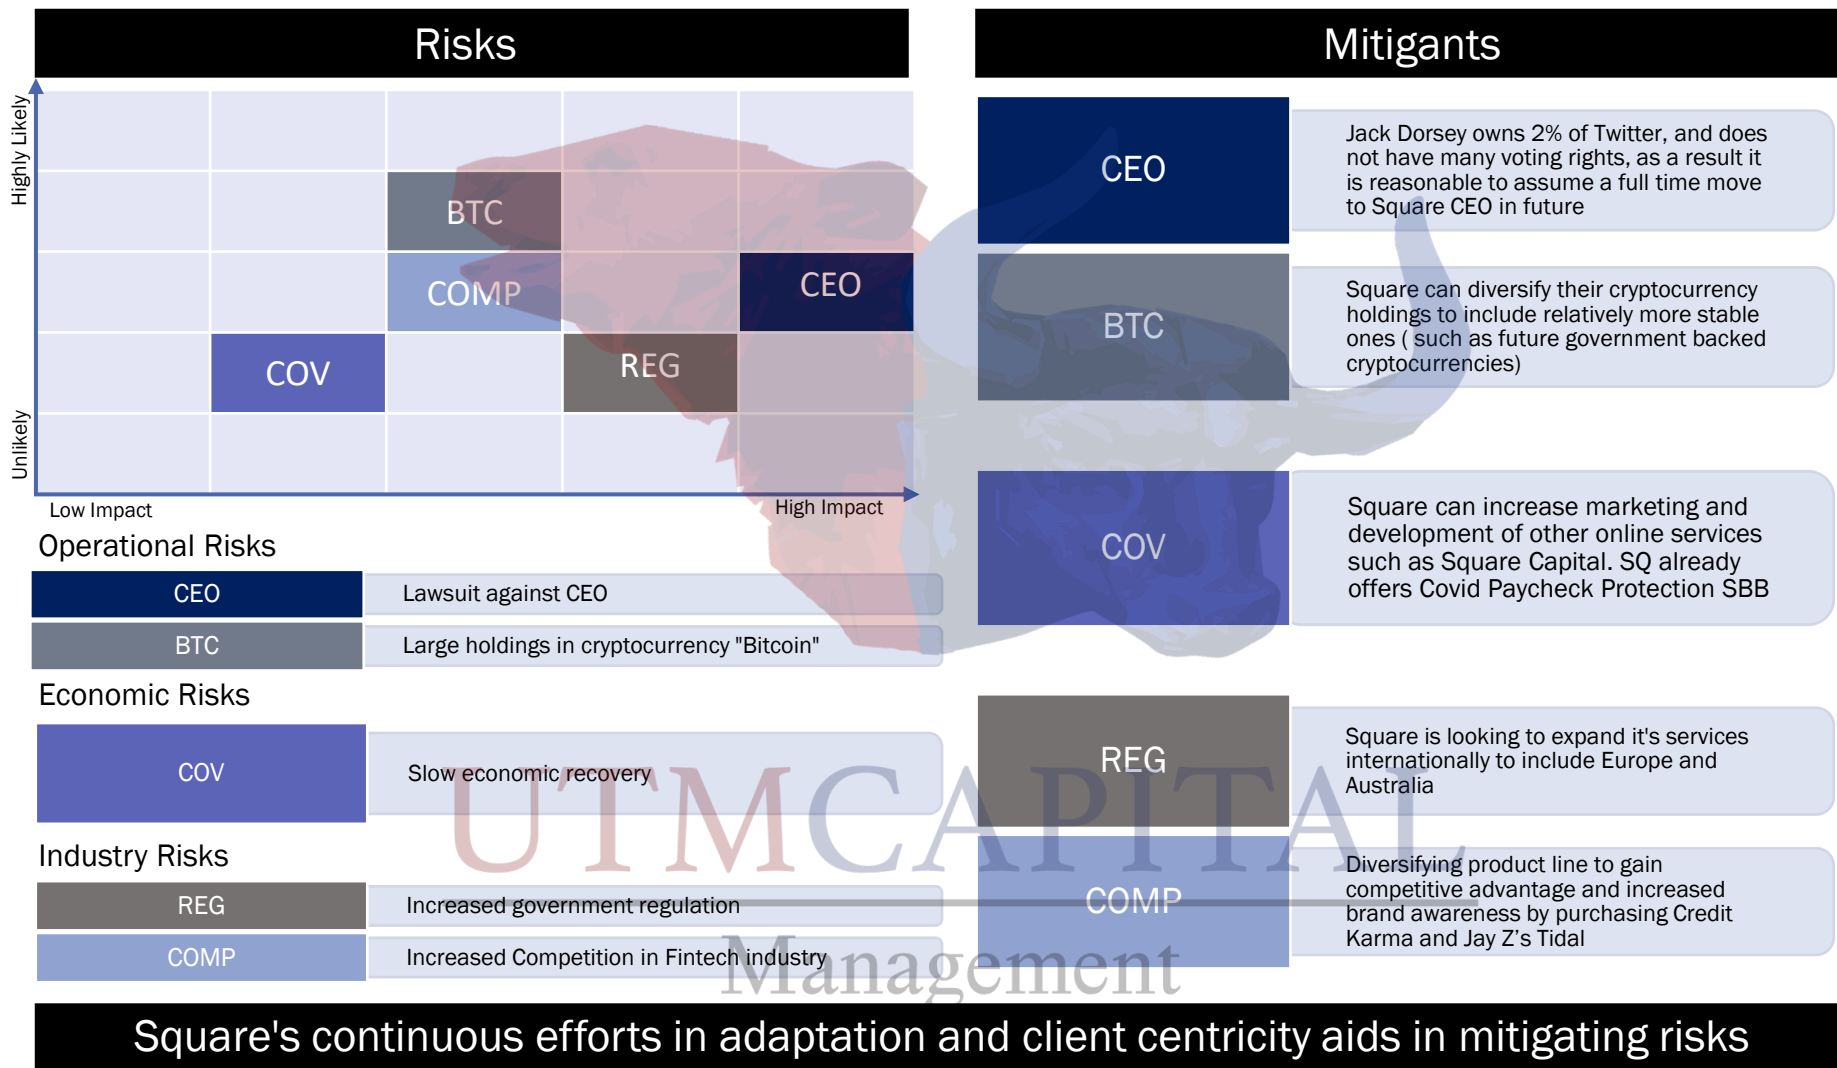 Risks
Highly Likely
Unlikely
BTC
COMP
CEO
COV
REG
Low Impact
High Impact
Operational Risks
CEO
Lawsuit against CEO
BTC
Large holdings in cryptocurrency "Bitcoin"
Economic Risks
COV
Slow economic recovery
Industry Risks
REG
Increased government regulation
COMP
Increased Competition in Fintech industry
Mitigants
CEO
Jack Dorsey owns 2% of Twitter, and does
not have many voting rights, as a result it
is reasonable to assume a full time move
to Square CEO in future
BTC
Square can diversify their cryptocurrency
holdings to include relatively more stable
ones ( such as future government backed
cryptocurrencies)
COV
Square can increase marketing and
development of other online services
such as Square Capital. SQ already
offers Covid Paycheck Protection SBB
REG
Square is looking to expand it's services
internationally to include Europe and
Australia
COMP
Diversifying product line to gain
competitive advantage and increased
brand awareness by purchasing Credit
Karma and Jay Z’s Tidal
UTMCAPITAL
Management
Square's continuous efforts in adaptation and client centricity aids in mitigating risks